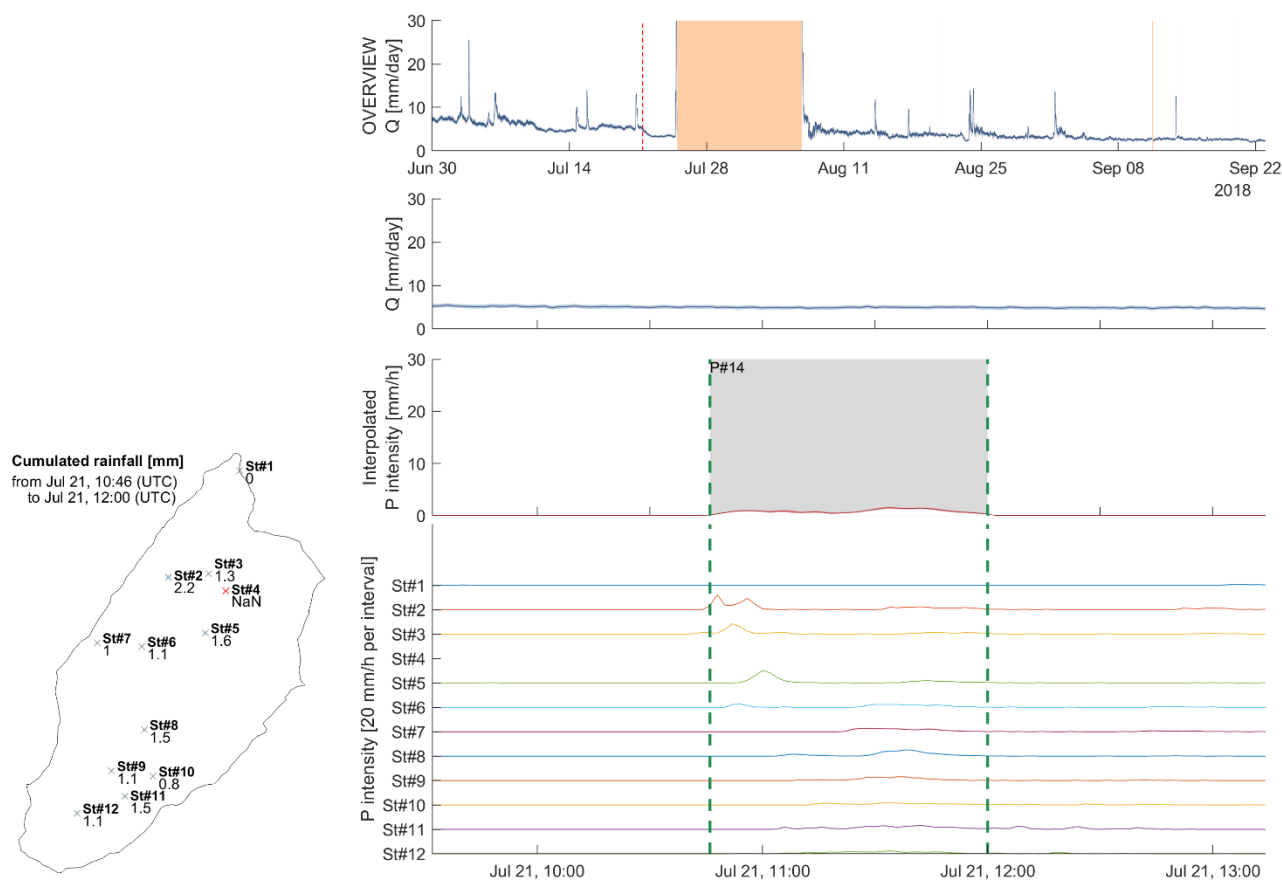 OVERVIEW
Q [mm/day]
30
20
10
0
Jun 30
Jul 14
Jul 28
Aug 11
Aug 25
Sep 08
Sep 22
2018
Q [mm/day]
30
20
10
0
Interpolated
P intensity [mm/h]
30
20
10
0
P#14
Cumulated rainfall [mm]
from Jul 21, 10:46 (UTC)
to Jul 21, 12:00 (UTC)
St#1
0
St#2
2.2
St#3
1.3
St#4
NaN
St#5
1.6
St#6
1.1
St#7
1
St#8
1.5
St#9
1.1
St#10
0.8
St#11
1.5
St#12
1.1
P intensity [20 mm/h per interval]
St#1
St#2
St#3
St#4
St#5
St#6
St#7
St#8
St#9
St#10
St#11
St#12
Jul 21, 10:00
Jul 21, 11:00
Jul 21, 12:00
Jul 21, 13:00